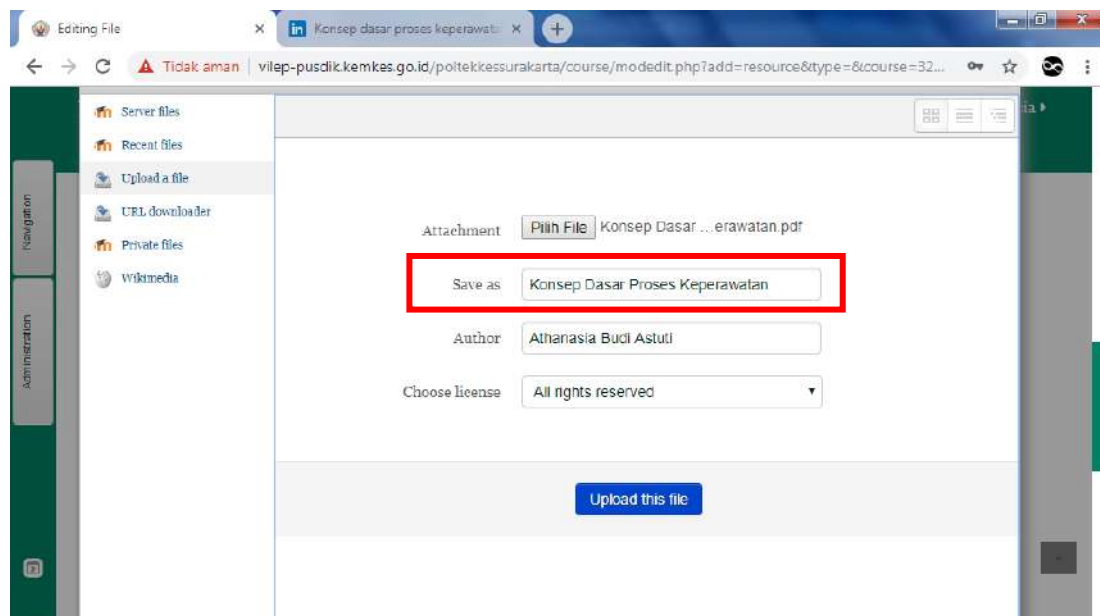 Editing File
Konsep dasar proses keperawata
Tidak aman
vilep-pusdik.kemkes.go.id/poltekkessurakarta/course/modedit.php?add=resource&type=&course=32...
Server files
Recent files
Upload a file
URL downloader
Private files
Wikimedia
Navigation
Administration
Attachment
Pilih File Konsep Dasar ...erawatan.pdf
Save as
Konsep Dasar Proses Keperawatan
Author
Athanasia Budi Astuti
Choose license
All rights reserved
Upload this file